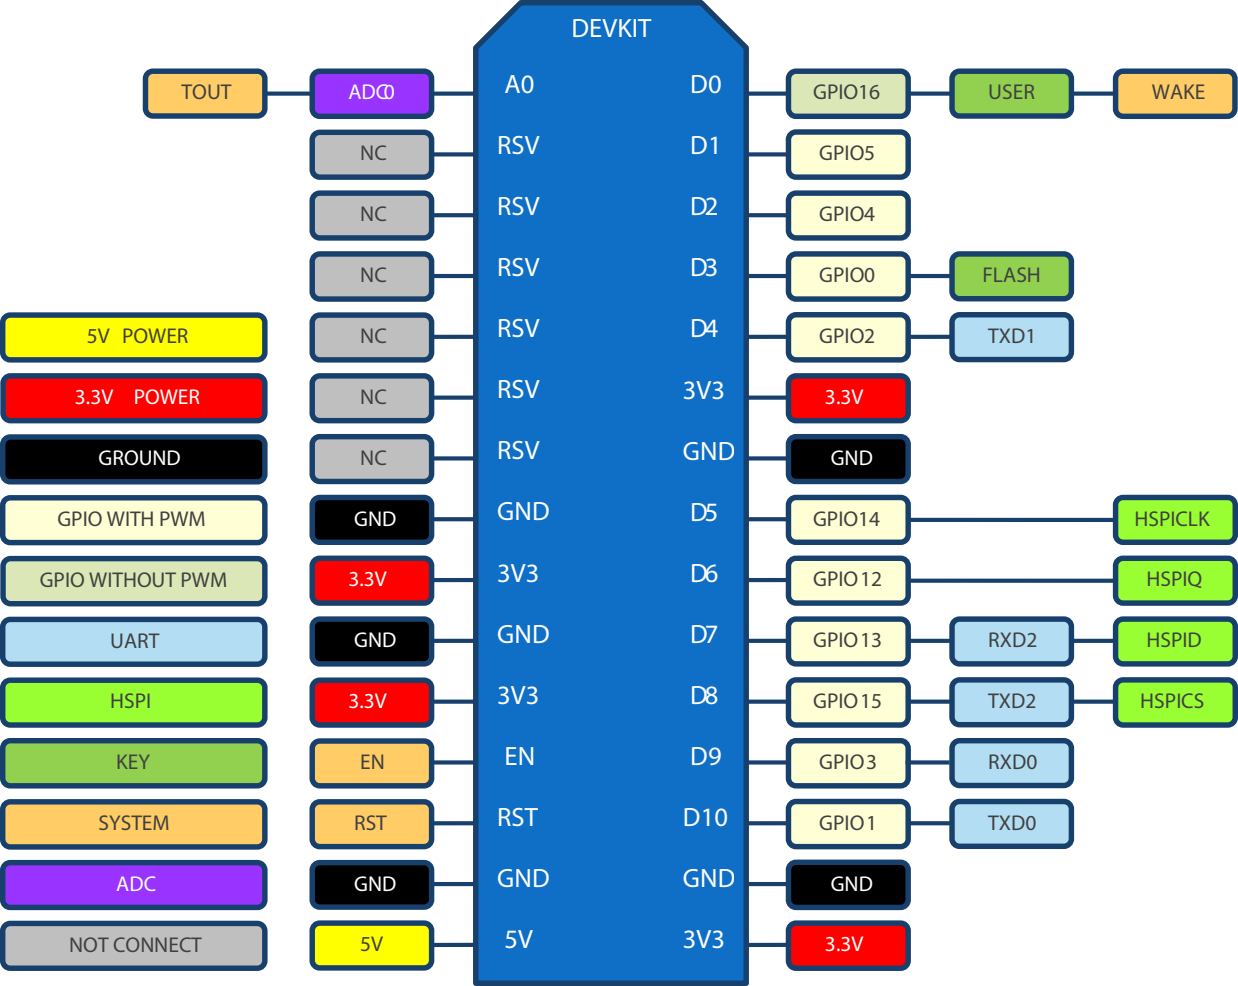 DEVKIT
TOUT ADC0 A0 D0 GPIO16 USER WAKE
NC RSV D1 GPIO5
NC RSV D2 GPIO4
NC RSV D3 GPIO0 FLASH
5V POWER NC RSV D4 GPIO2 TXD1
3.3V POWER NC RSV 3V3 3.3V
GROUND NC RSV GND GND
GPIO WITH PWM GND GND D5 GPIO14 HSPICLK
GPIO WITHOUT PWM 3.3V 3V3 D6 GPIO12 HSPIQ
UART GND GND D7 GPIO13 RXD2 HSPID
HSPI 3.3V 3V3 D8 GPIO15 TXD2 HSPICS
KEY EN EN D9 GPIO3 RXD0
SYSTEM RST RST D10 GPIO1 TXD0
ADC GND GND GND GND
NOT CONNECT 5V 5V 3V3 3.3V